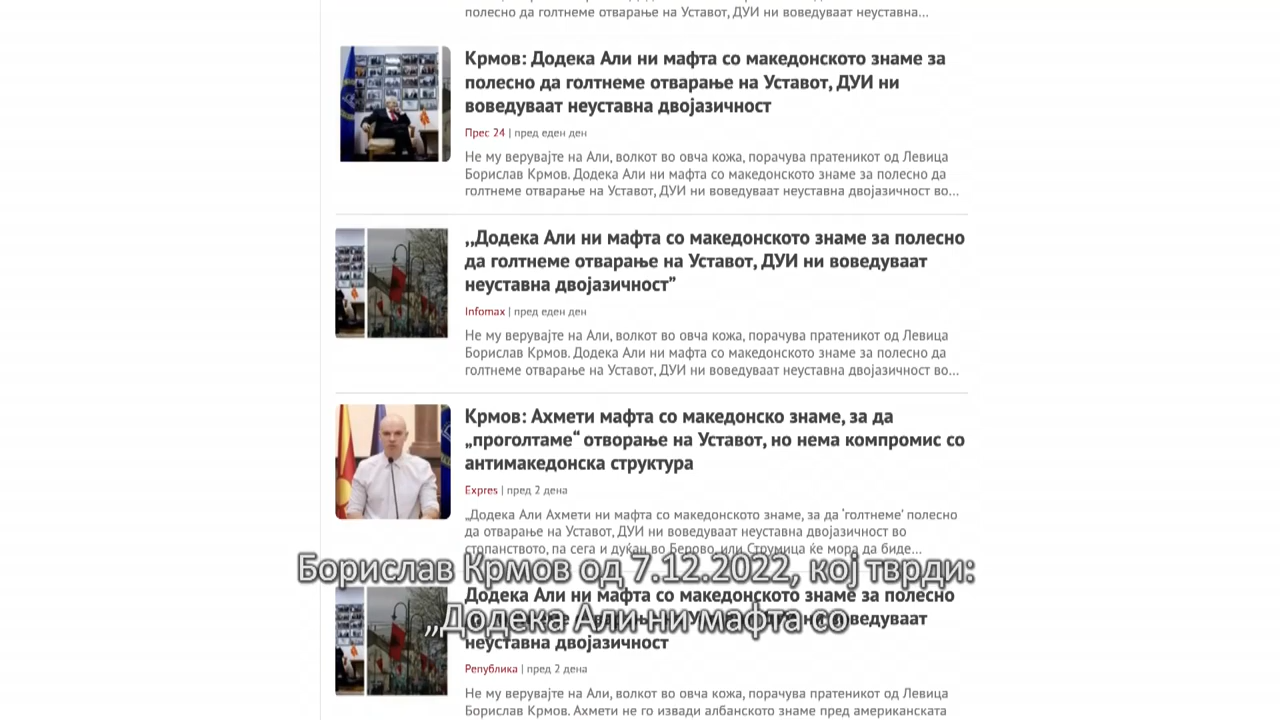 полесно да голтнеме отварање на Уставот, ДУИ ни воведуваат неуставна...
Крмов: Додека Али ни мафта со македонското знаме за
полесно да голтнеме отварање на Уставот, ДУИ ни
воведуваат неуставна двојазичност
Прес 24 | пред еден ден
Не му верувајте на Али, волкот во овча кожа, порачува пратеникот од Левица
Борислав Крмов. Додека Али ни мафта со македонското знаме за полесно да
голтнеме отварање на Уставот, ДУИ ни воведуваат неуставна двојазичност во...
,,Додека Али ни мафта со македонското знаме за полесно
да голтнеме отварање на Уставот, ДУИ ни воведуваат
неуставна двојазичност”
Infomax | пред еден ден
Не му верувајте на Али, волкот во овча кожа, порачува пратеникот од Левица
Борислав Крмов. Додека Али ни мафта со македонското знаме за полесно да
голтнеме отварање на Уставот, ДУИ ни воведуваат неуставна двојазичност во...
Крмов: Ахмети мафта со македонско знаме, за да
„проголтаме“ отворање на Уставот, но нема компромис со
антимакедонска структура
Expres | пред 2 дена
„Додека Али Ахмети ни мафта со македонското знаме, за да 'голтнеме' полесно
да отварање на Уставот, ДУИ ни воведуваат неуставна двојазичност во
стопанството, па сега и дуќан во Берово, или Струмица ќе мора да биде...
Борислав Крмов од 7.12.2022, кој тврди:
„Додека Али ни мафта со
Додека Али ни мафта со македонското знаме за полесно
воведуваат
неуставна двојазичност
Република | пред 2 дена
Не му верувајте на Али, волкот во овча кожа, порачува пратеникот од Левица
Борислав Крмов. Ахмети не го извади албанското знаме пред американската